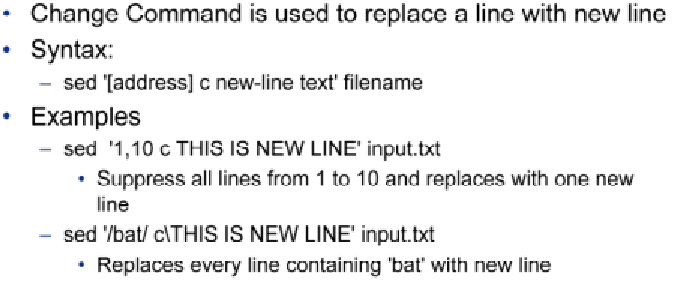 • Change Command is used to replace a line with new line
• Syntax:
– sed '[address] c new-line text' filename
• Examples
– sed  '1,10 c THIS IS NEW LINE' input.txt
• Suppress all lines from 1 to 10 and replaces with one new
line
– sed '/bat/ c\THIS IS NEW LINE' input.txt
• Replaces every line containing 'bat' with new line